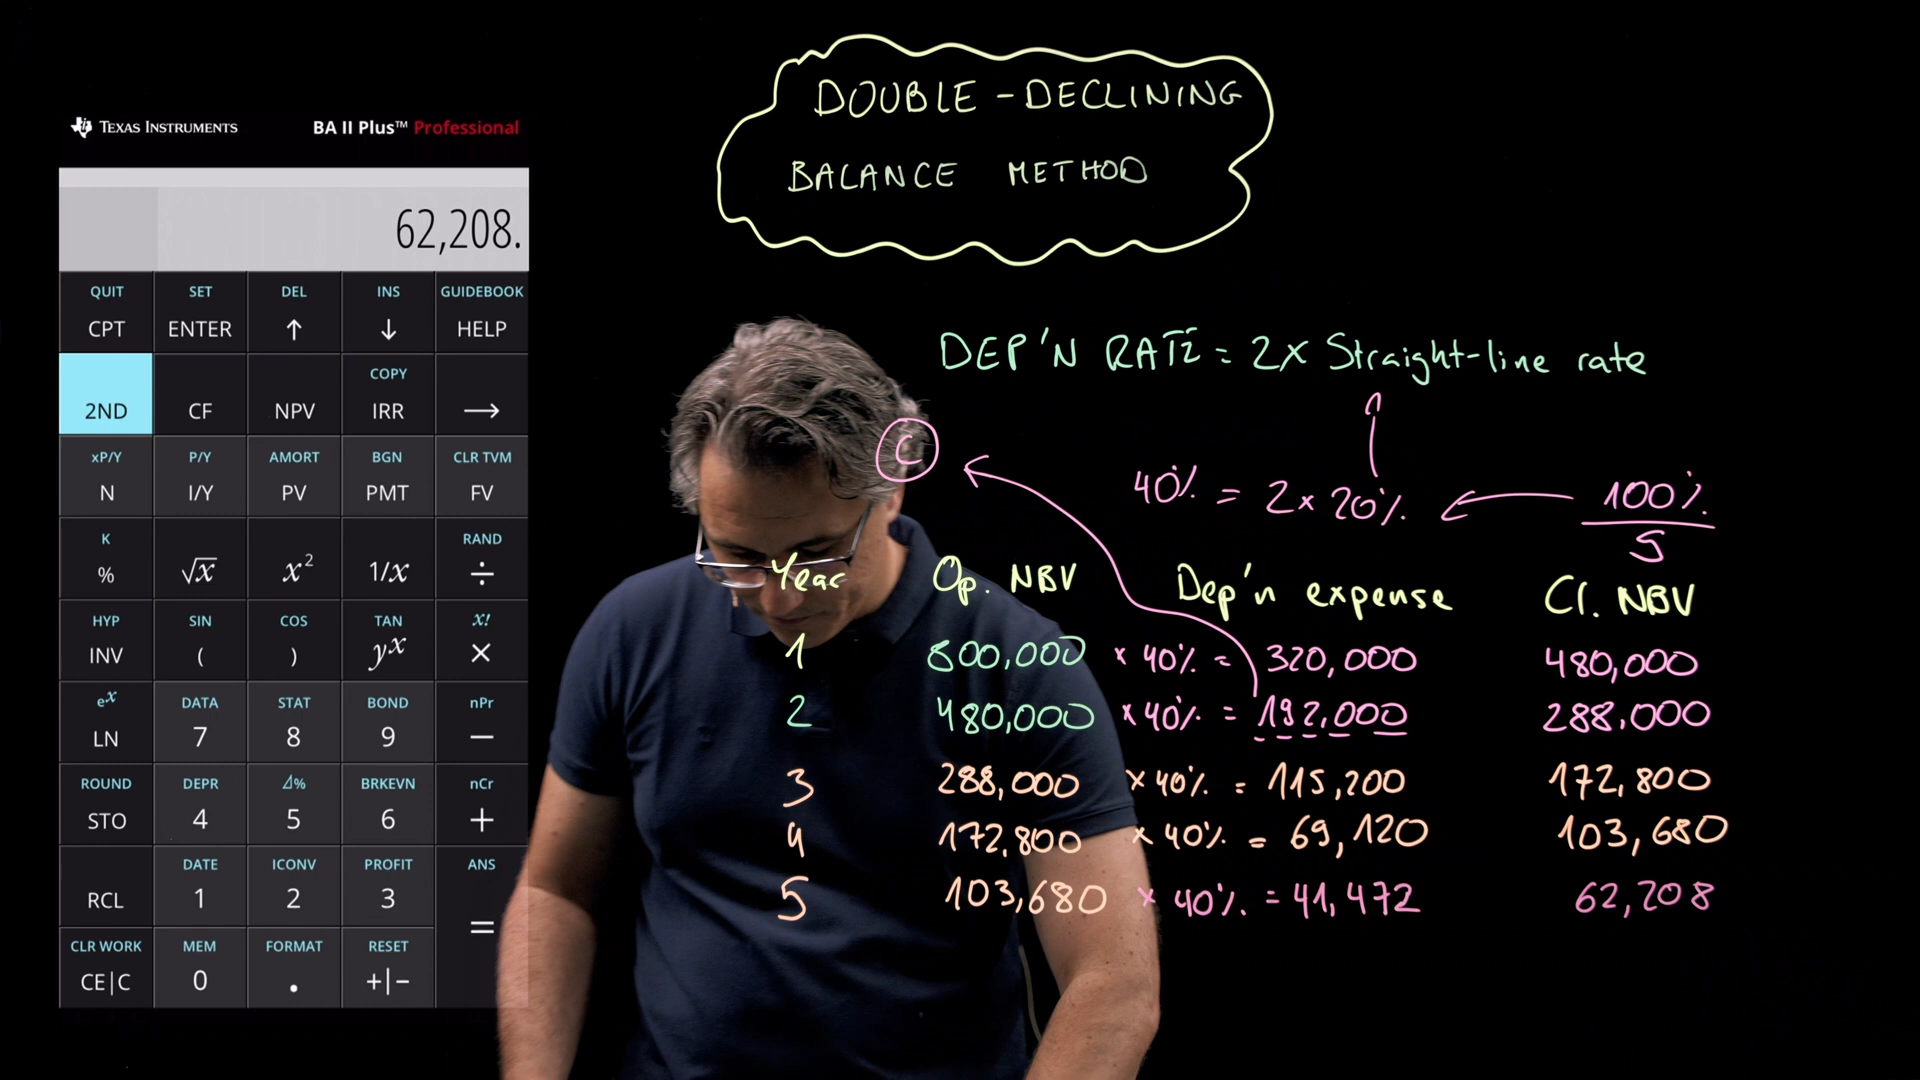 TEXAS INSTRUMENTS BA II Plus™ Professional
62,208.
QUIT SET DEL INS GUIDEBOOK
CPT ENTER ↑ ↓ HELP
COPY
2ND CF NPV IRR →
xP/Y P/Y AMORT BGN CLR TVM
N I/Y PV PMT FV
K RAND
% √x x² 1/x ÷
HYP SIN COS TAN x!
INV ( ) yˣ ×
eˣ DATA STAT BOND nPr
LN 7 8 9 −
ROUND DEPR Δ% BRKEVN nCr
STO 4 5 6 +
DATE ICONV PROFIT ANS
RCL 1 2 3 =
CLR WORK MEM FORMAT RESET
CE|C 0 . +|−
DOUBLE-DECLINING
BALANCE METHOD
DEP'N RATE = 2x Straight-line rate
C
40% = 2 x 20% ← 100%
5
Year Op. NBV Dep'n expense Cl. NBV
1 800,000 x 40% = 320,000 480,000
2 480,000 x 40% = 192,000 288,000
3 288,000 x 40% = 115,200 172,800
4 172,800 x 40% = 69,120 103,680
5 103,680 x 40% = 41,472 62,208